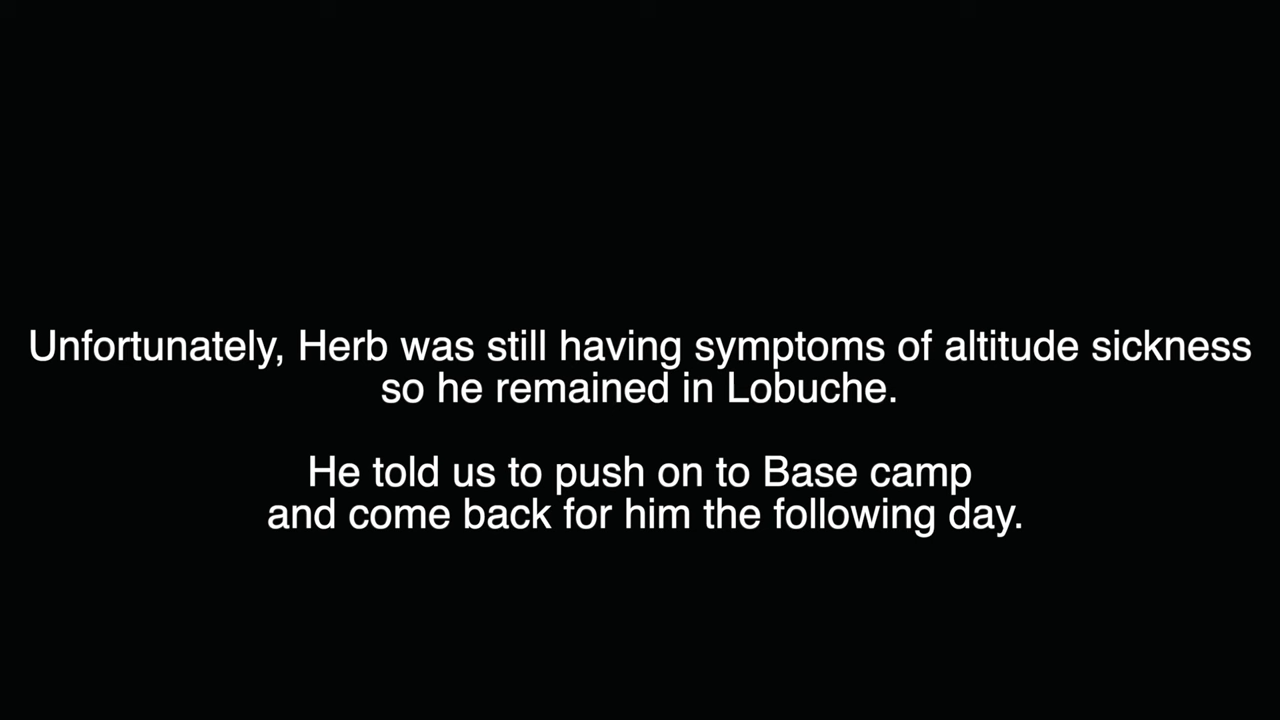 Unfortunately, Herb was still having symptoms of altitude sickness
so he remained in Lobuche.
He told us to push on to Base camp
and come back for him the following day.